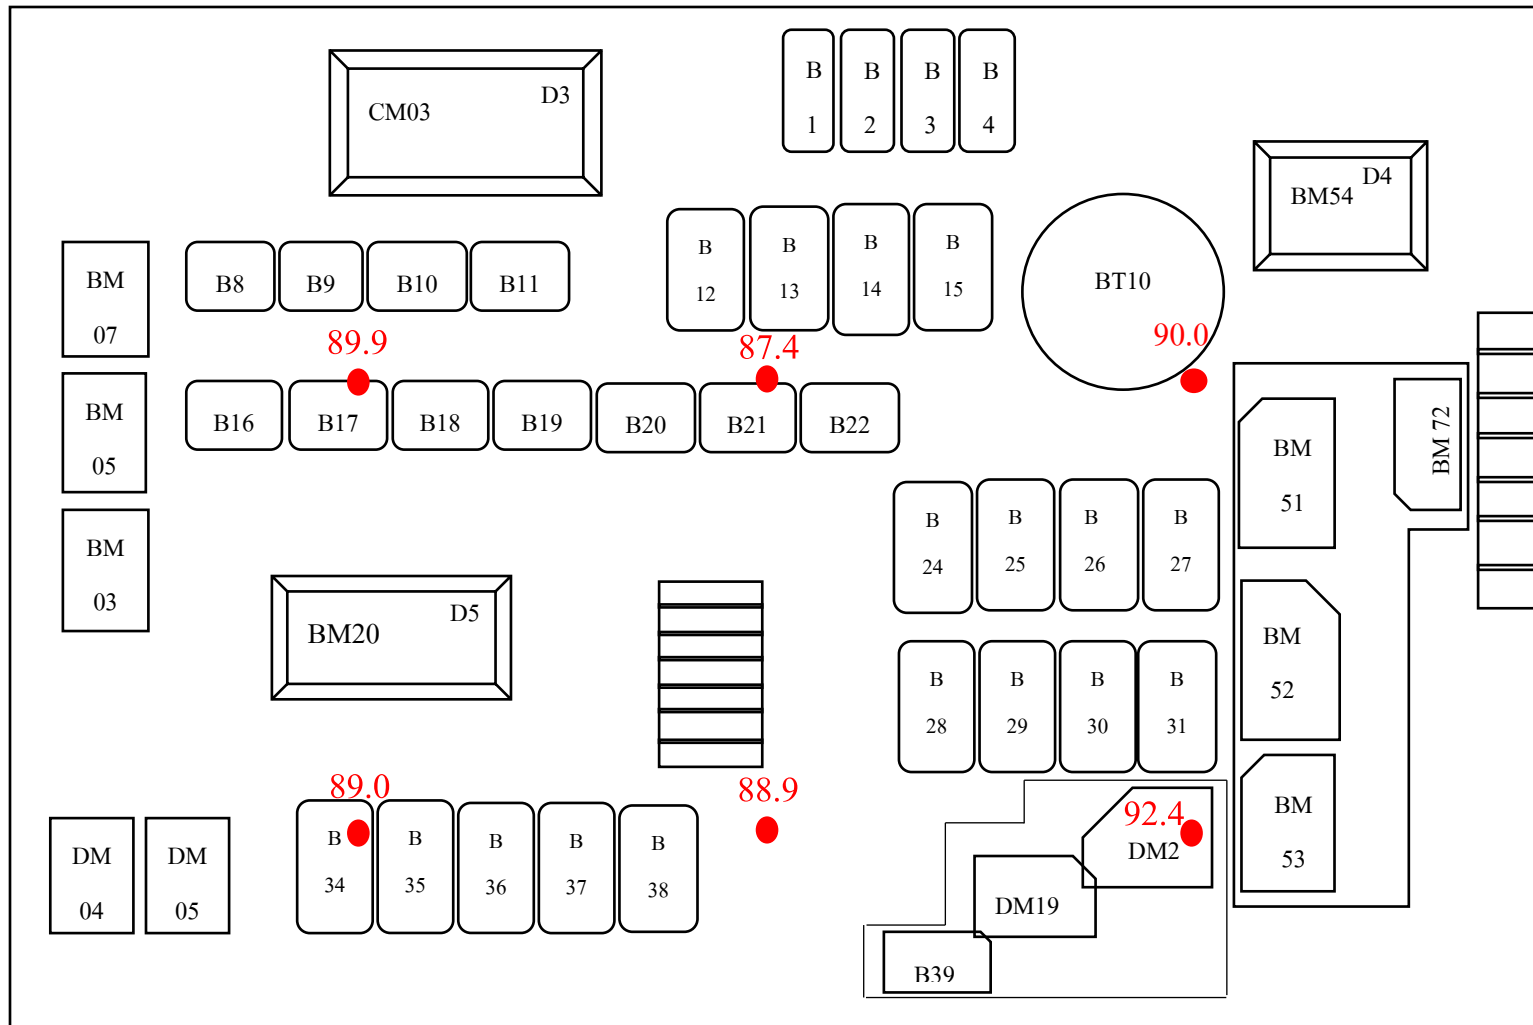 D3
CM03
B B B B
1 2 3 4
D4
BM54
BM
07
B8 B9 B10 B11
B B B B
12 13 14 15
BT10
89.9
87.4
90.0
BM
05
B16 B17 B18 B19 B20 B21 B22
BM
51
BM 72
BM
03
B B B B
24 25 26 27
D5
BM20
BM
52
B B B B
28 29 30 31
89.0
88.9
92.4
DM2
BM
53
DM
04
DM
05
B B B B B
34 35 36 37 38
DM19
B39